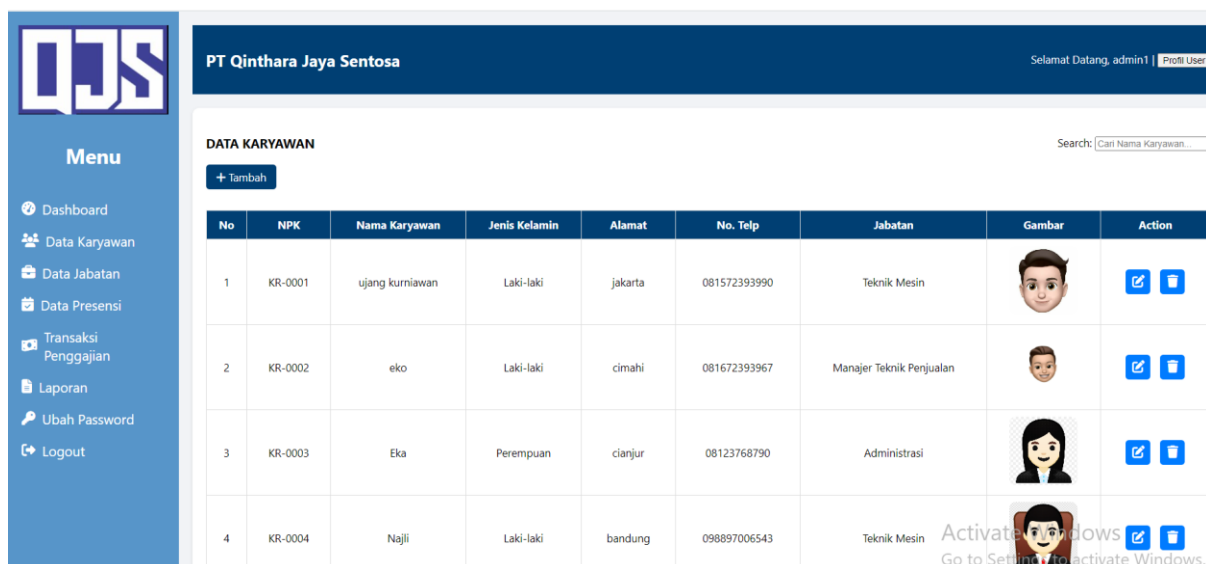 QJS
PT Qinthara Jaya Sentosa
Selamat Datang, admin1 | Profil User
Menu
Dashboard
Data Karyawan
Data Jabatan
Data Presensi
Transaksi
Penggajian
Laporan
Ubah Password
Logout
DATA KARYAWAN
Search: Cari Nama Karyawan...
+ Tambah
No NPK Nama Karyawan Jenis Kelamin Alamat No. Telp Jabatan Gambar Action
1 KR-0001 ujang kurniawan Laki-laki jakarta 081572393990 Teknik Mesin
2 KR-0002 eko Laki-laki cimahi 081672393967 Manajer Teknik Penjualan
3 KR-0003 Eka Perempuan cianjur 08123768790 Administrasi
4 KR-0004 Najli Laki-laki bandung 098897006543 Teknik Mesin
Activate Windows
Go to Settings to activate Windows.